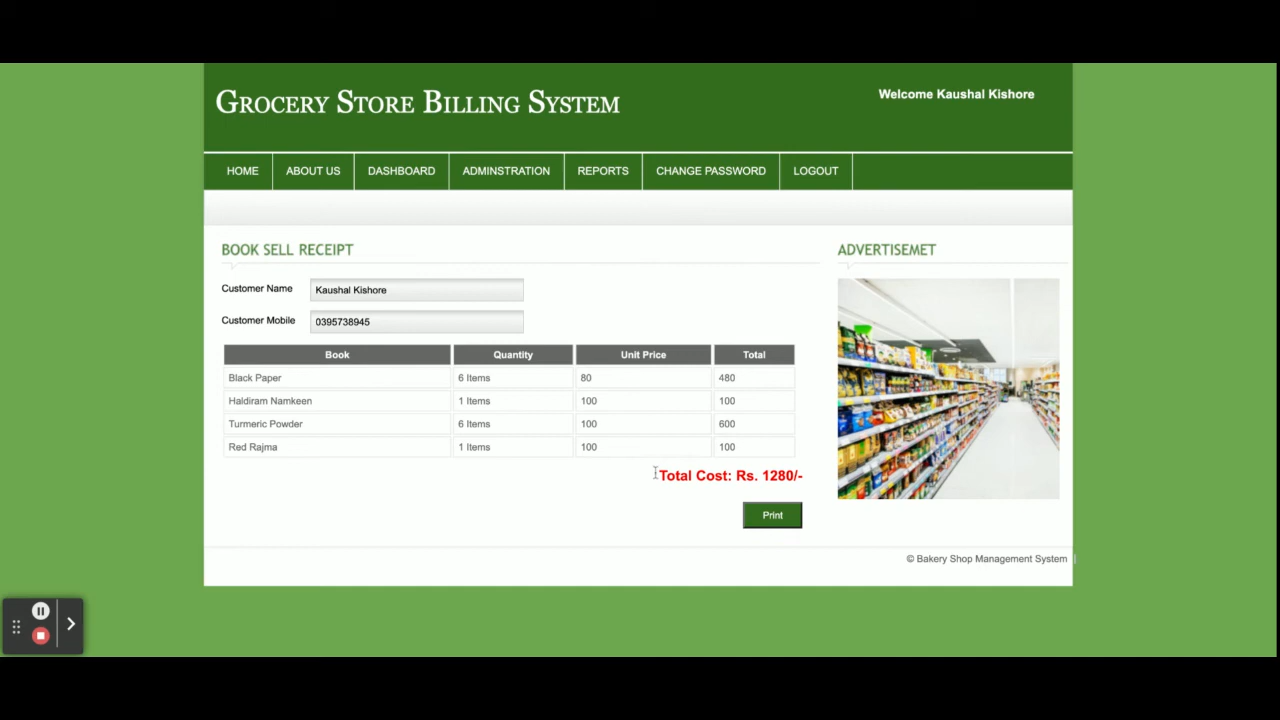 GROCERY STORE BILLING SYSTEM
Welcome Kaushal Kishore
HOME ABOUT US DASHBOARD ADMINSTRATION REPORTS CHANGE PASSWORD LOGOUT
BOOK SELL RECEIPT
ADVERTISEMET
Customer Name Kaushal Kishore
Customer Mobile 0395738945
Book Quantity Unit Price Total
Black Paper 6 Items 80 480
Haldiram Namkeen 1 Items 100 100
Turmeric Powder 6 Items 100 600
Red Rajma 1 Items 100 100
Total Cost: Rs. 1280/-
Print
© Bakery Shop Management System